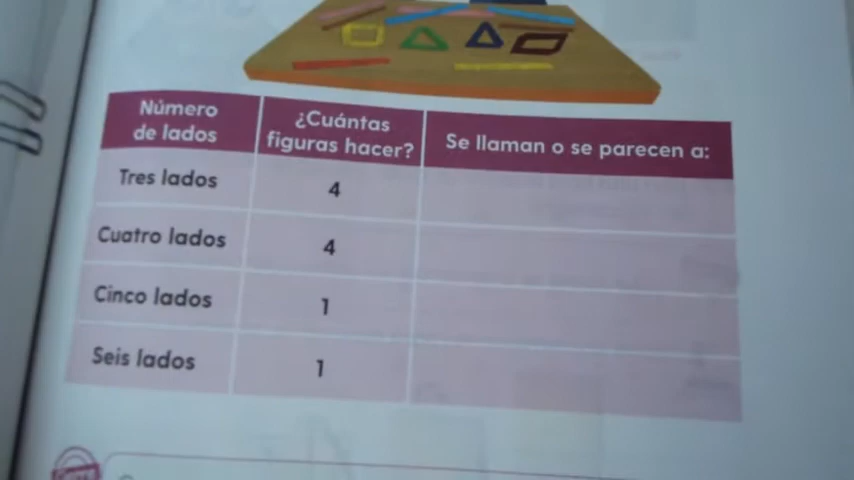 Número
de lados
¿Cuántas
figuras hacer?
Se llaman o se parecen a:
Tres lados
4
Cuatro lados
4
Cinco lados
1
Seis lados
1